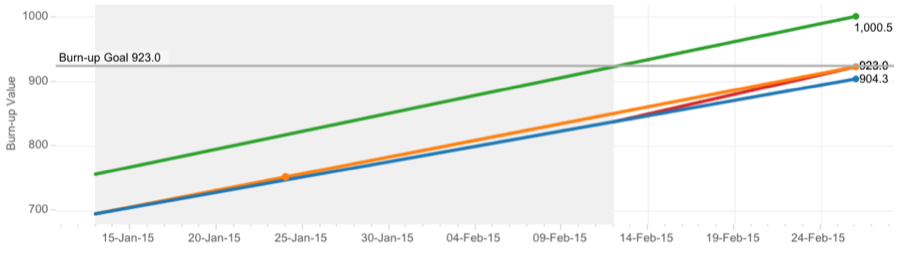 1000
1,000.5
Burn-up Goal 923.0
923.0
904.3
900
800
700
Burn-up Value
15-Jan-15
20-Jan-15
25-Jan-15
30-Jan-15
04-Feb-15
09-Feb-15
14-Feb-15
19-Feb-15
24-Feb-15